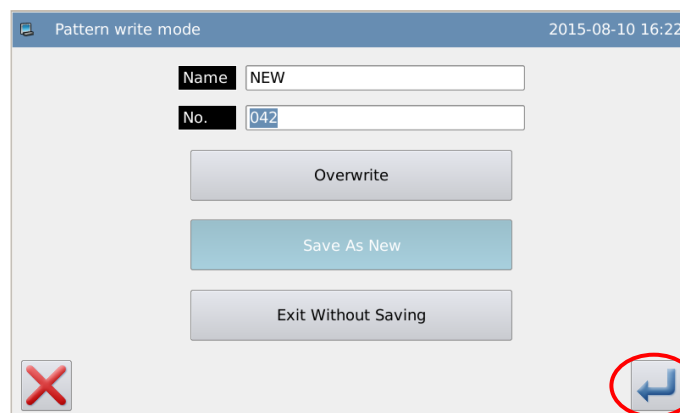 Pattern write mode 2015-08-10 16:22
Name NEW
No. 042
Overwrite
Save As New
Exit Without Saving